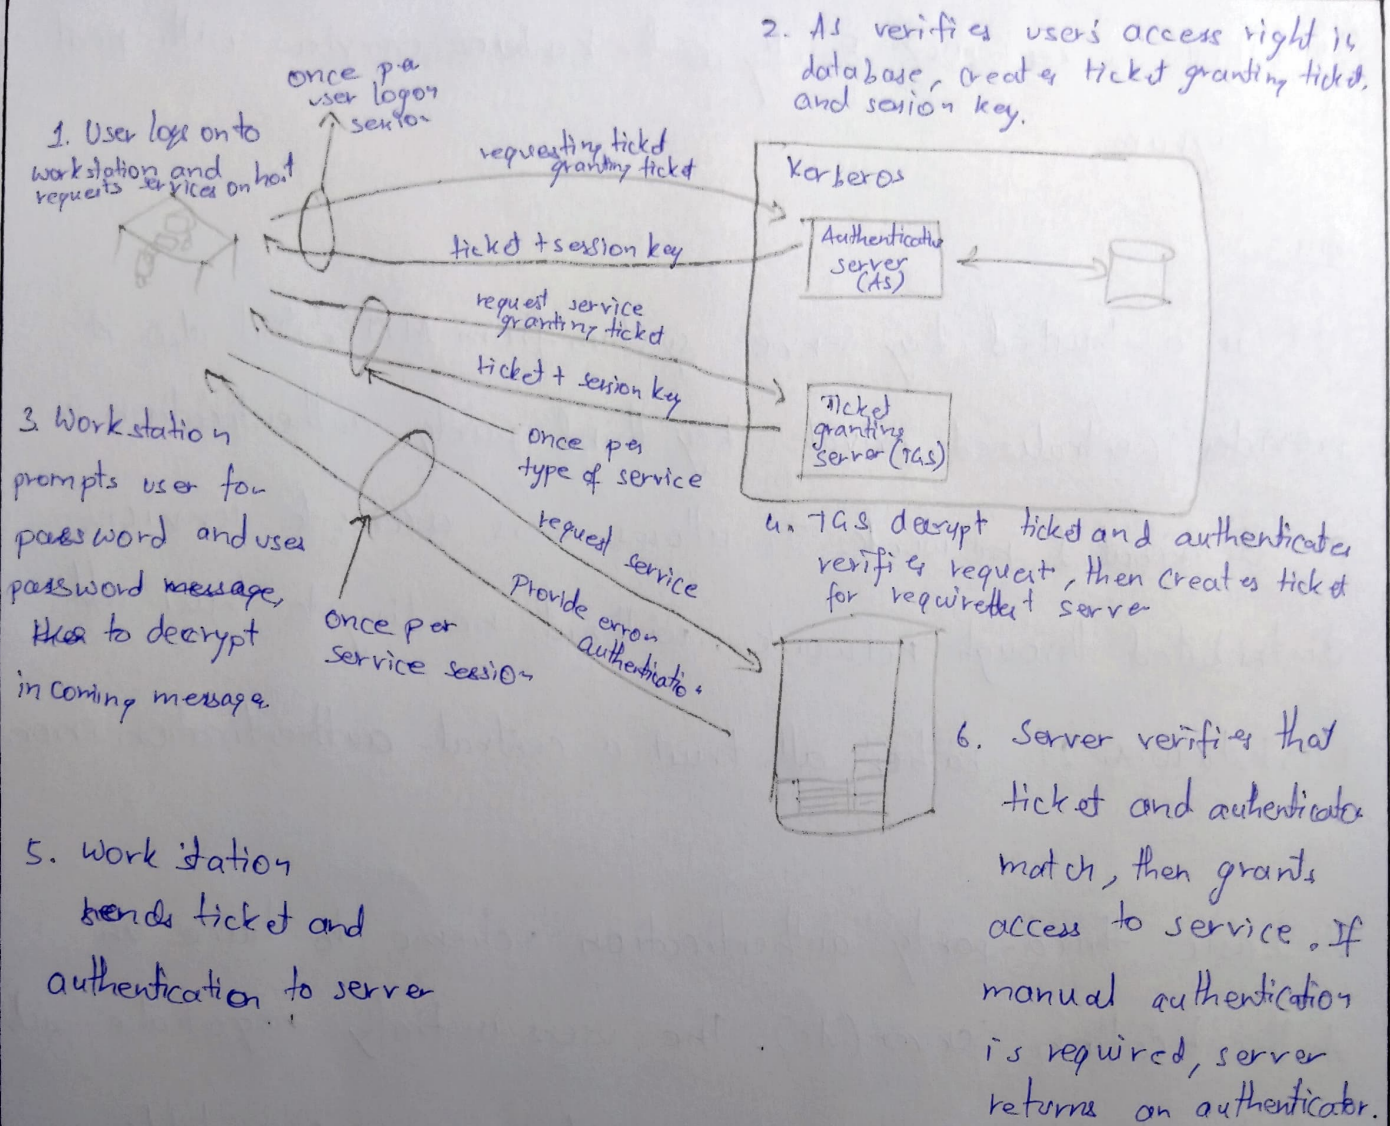 2. AS verifies user's access right is
database, creates ticket granting ticket.
and session key.
once per
user logon
session
1. User logs onto
workstation and
requests services on host
requesting ticket
granting ticket
ticket + session key
Kerberos
Authentication
server
(AS)
request service
granting ticket
ticket + session key
Ticket
granting
server (TGS)
once per
type of service
3. Workstation
prompts user for
password and uses
password message,
to decrypt
incoming message
4. TGS decrypt ticket and authenticator
verifies request, then creates ticket
for server
request service
Provide error
authentication
once per
service session
5. Work station
sends ticket and
authentication to server
6. Server verifies that
ticket and authenticator
match, then grants
access to service. If
manual authentication
is required, server
returns an authenticator.